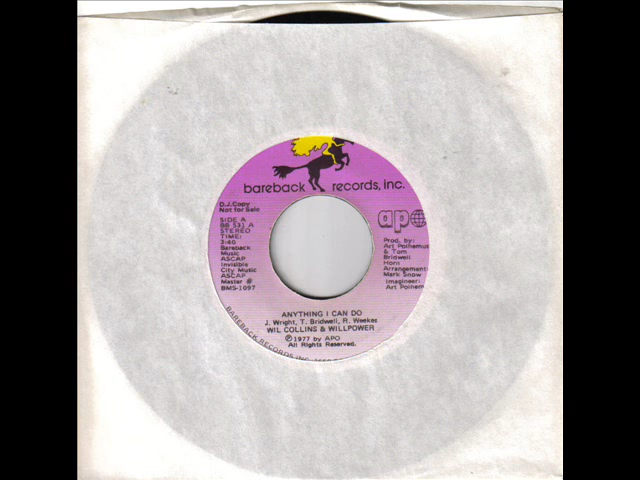 bareback records, inc.
D.J. Copy
Not for Sale
SIDE A
BB 531 A
STEREO
TIME:
3:40
Bareback
Music
ASCAP
Invisible
City Music
ASCAP
Master #
BMS-1097
apo
Prod. by:
Art Polhemus
& Tom
Bridwell
Horn
Arrangement
Mark Snow
Imagineer:
Art Polhem
ANYTHING I CAN DO
J. Wright, T. Bridwell, R. Weekes
WIL COLLINS & WILLPOWER
℗1977 by APO
All Rights Reserved.
BAREBACK RECORDS INC.